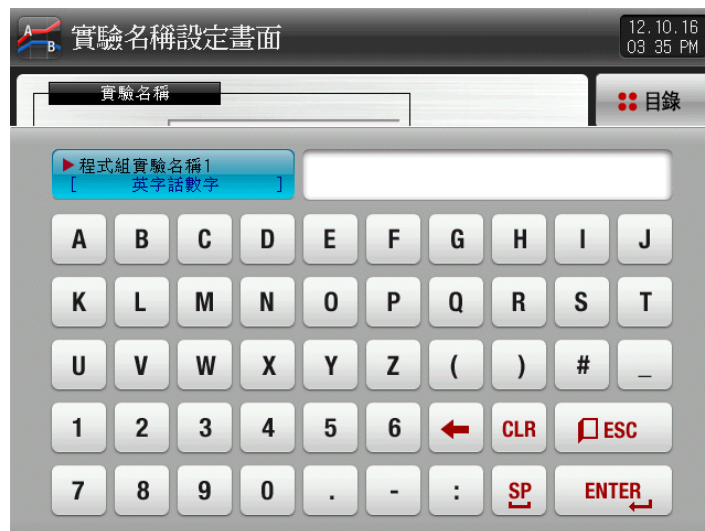 A B 實驗名稱設定畫面 12.10.16
03 35 PM
實驗名稱
目錄
▶程式組實驗名稱1
[ 英字話數字 ]
A B C D E F G H I J
K L M N O P Q R S T
U V W X Y Z ( ) # _
1 2 3 4 5 6 ← CLR ESC
7 8 9 0 . - : SP ENTER